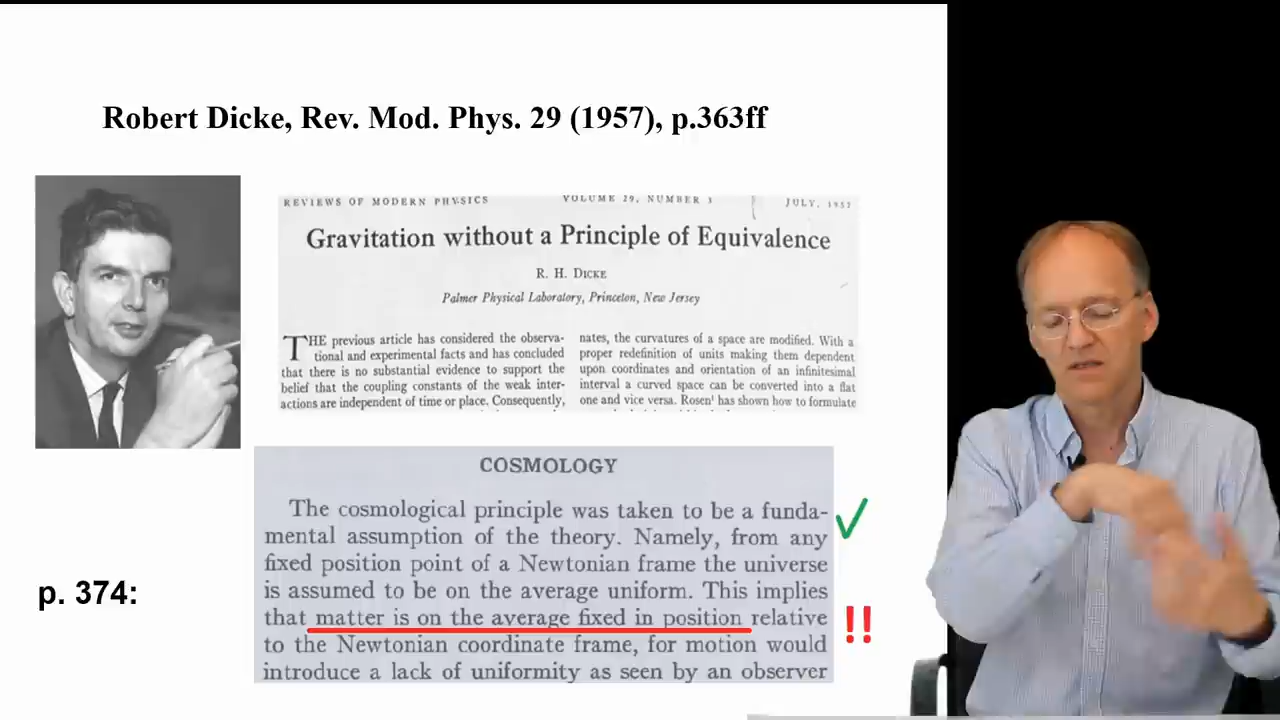 Robert Dicke, Rev. Mod. Phys. 29 (1957), p.363ff
REVIEWS OF MODERN PHYSICS VOLUME 29, NUMBER 3 JULY, 1957
Gravitation without a Principle of Equivalence
R. H. Dicke
Palmer Physical Laboratory, Princeton, New Jersey
THE previous article has considered the observa-
tional and experimental facts and has concluded
that there is no substantial evidence to support the
belief that the coupling constants of the weak inter-
actions are independent of time or place. Consequently,
nates, the curvatures of a space are modified. With a
proper redefinition of units making them dependent
upon coordinates and orientation of an infinitesimal
interval a curved space can be converted into a flat
one and vice versa. Rosen¹ has shown how to formulate
p. 374:
COSMOLOGY
The cosmological principle was taken to be a funda-
mental assumption of the theory. Namely, from any
fixed position point of a Newtonian frame the universe
is assumed to be on the average uniform. This implies
that matter is on the average fixed in position relative
to the Newtonian coordinate frame, for motion would
introduce a lack of uniformity as seen by an observer
!!